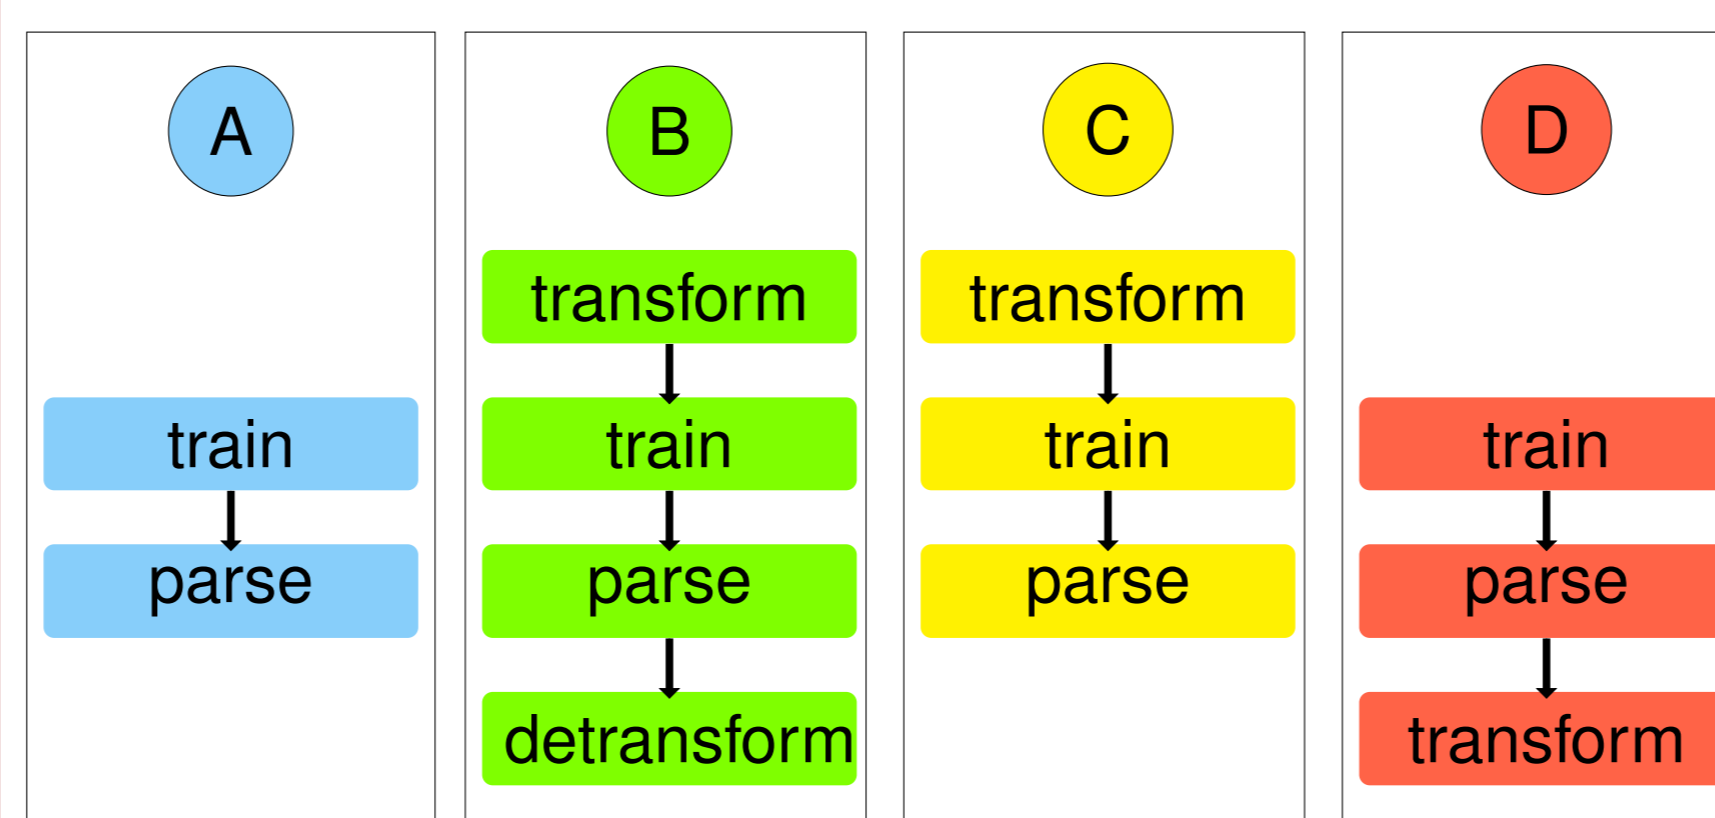 A
train
parse
B
transform
train
parse
detransform
C
transform
train
parse
D
train
parse
transform